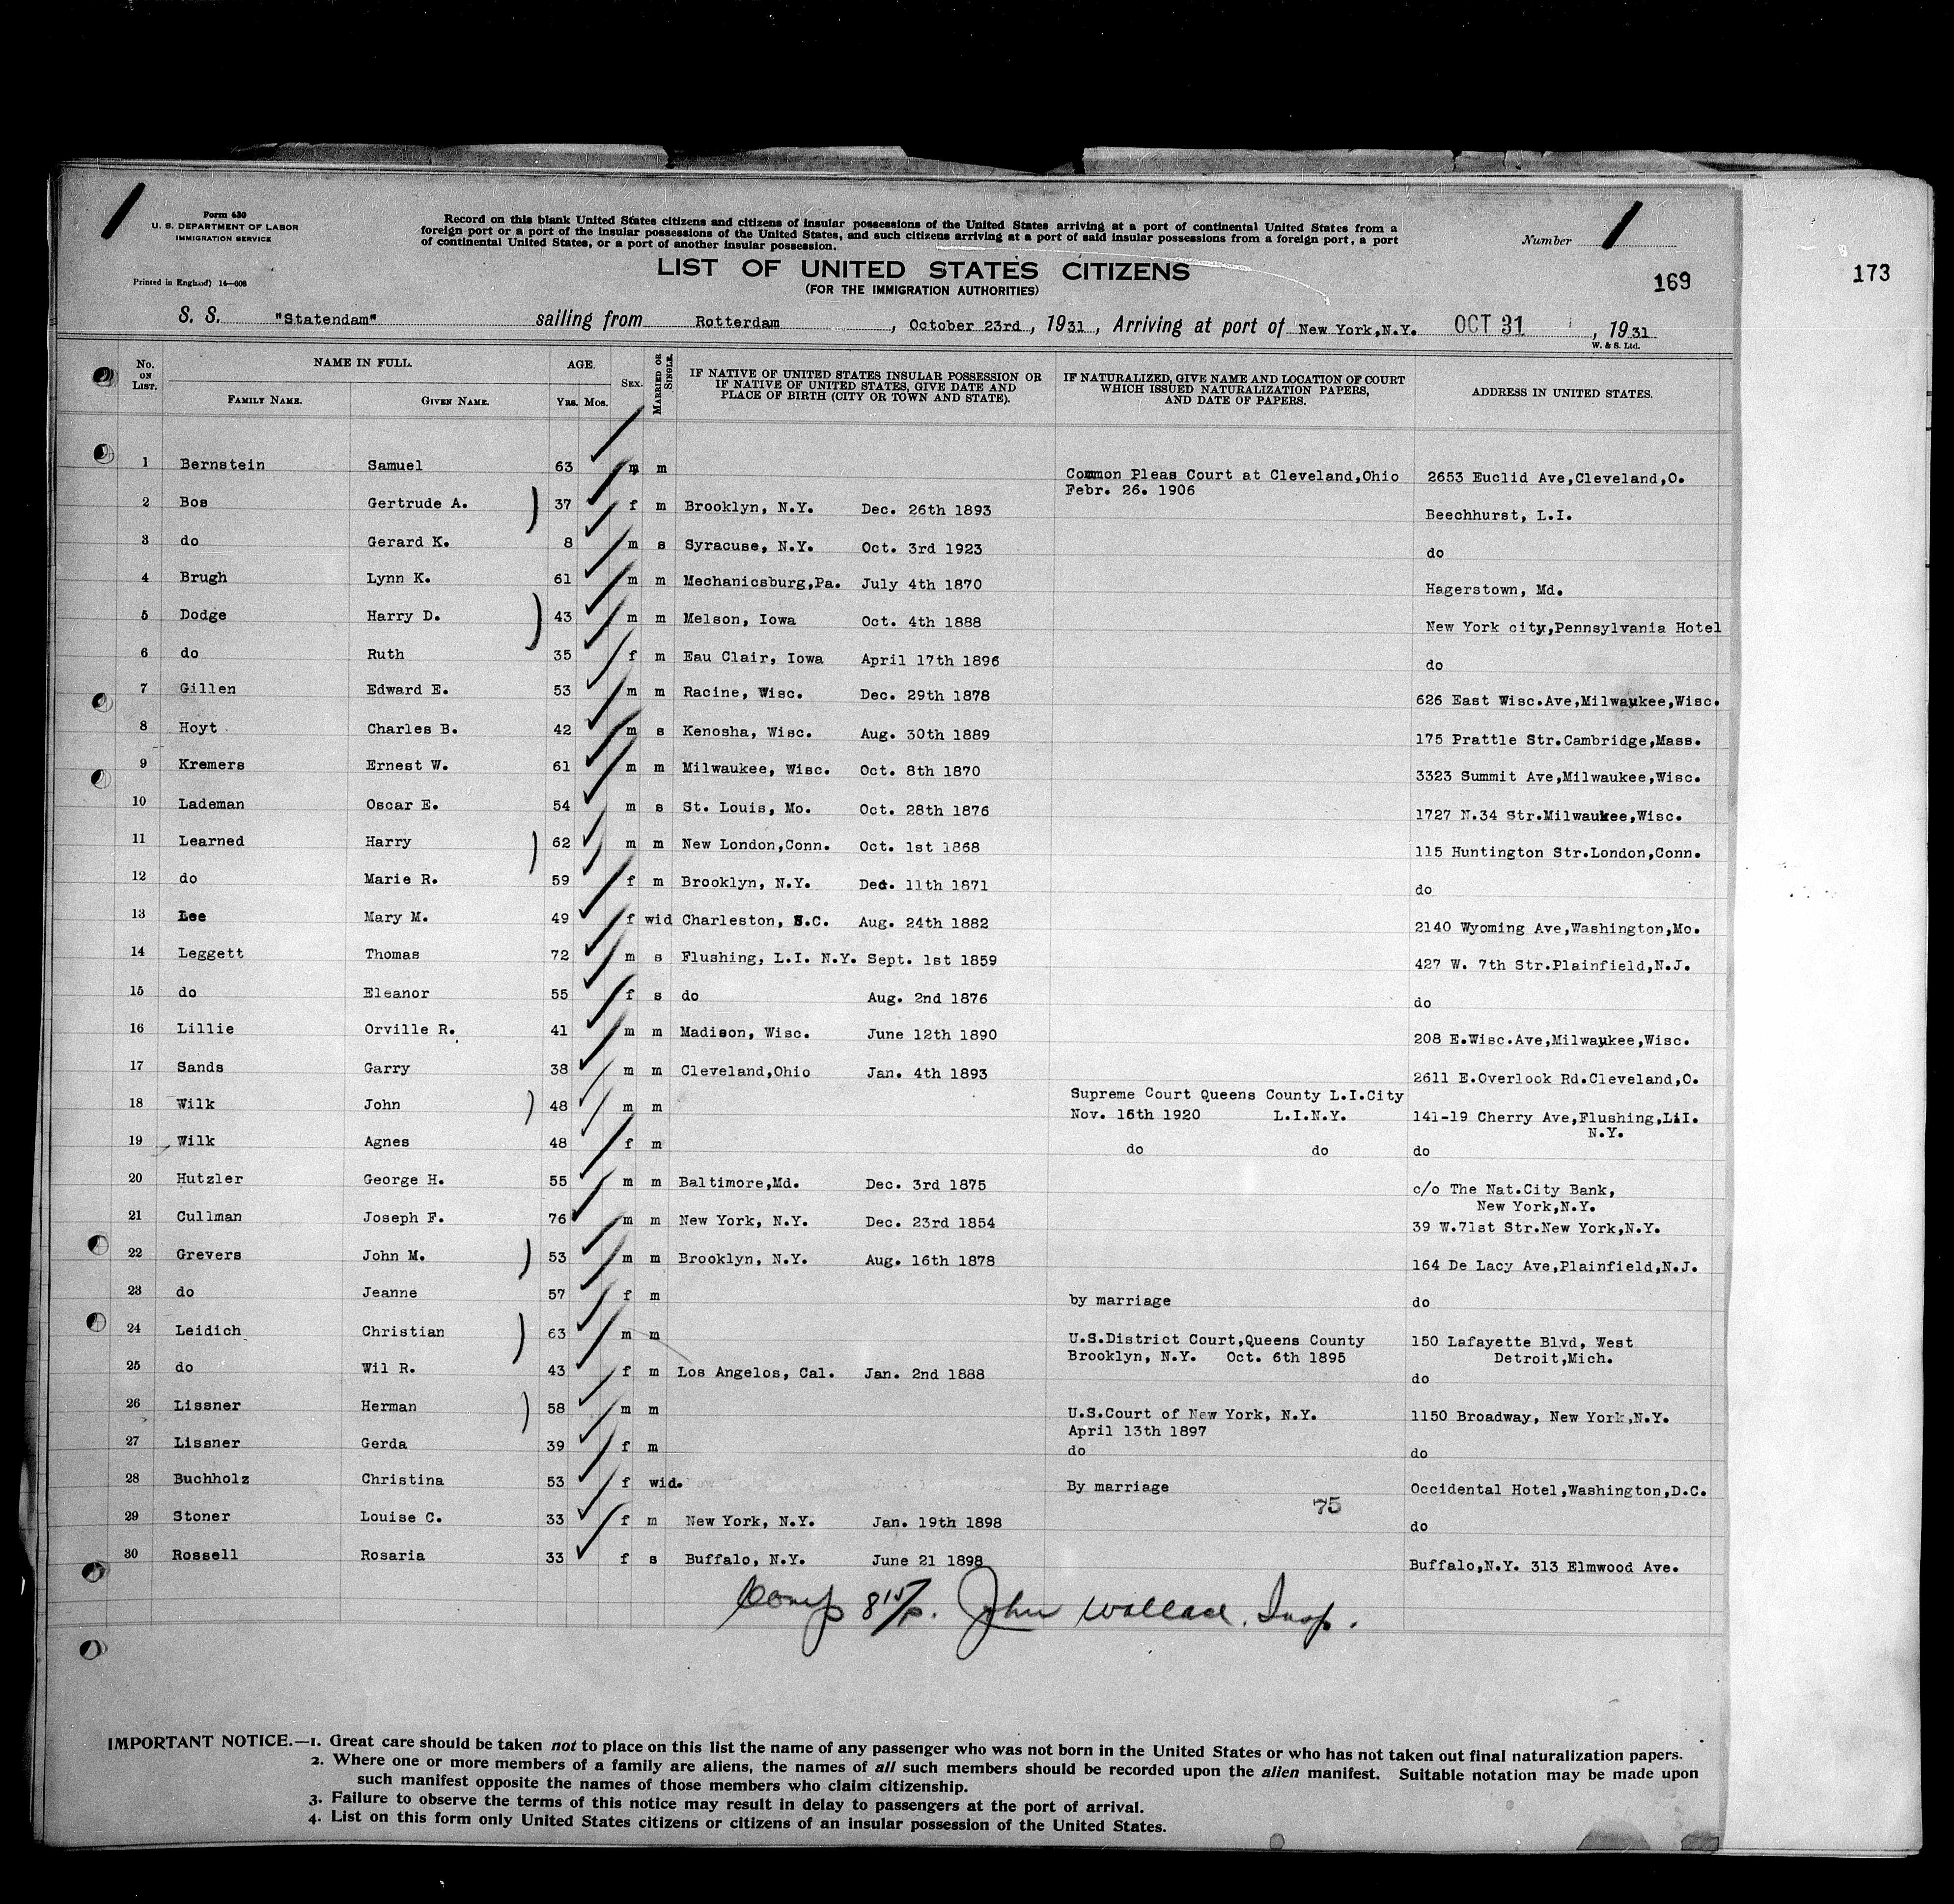 Form 630
U. S. DEPARTMENT OF LABOR
IMMIGRATION SERVICE
Printed in England) 14—608
Record on this blank United States citizens and citizens of insular possessions of the United States arriving at a port of continental United States from a
foreign port or a port of the insular possessions of the United States, and such citizens arriving at a port of said insular possessions from a foreign port, a port
of continental United States, or a port of another insular possession.
Number 1
LIST OF UNITED STATES CITIZENS
(FOR THE IMMIGRATION AUTHORITIES)
169
173
S. S. "Statendam" sailing from Rotterdam, October 23rd, 1931, Arriving at port of New York,N.Y. OCT 31, 1931
W. & S. Ltd.
No. ON LIST. NAME IN FULL. FAMILY NAME. GIVEN NAME. AGE. YRS. MOS. SEX. MARRIED OR SINGLE. IF NATIVE OF UNITED STATES INSULAR POSSESSION OR IF NATIVE OF UNITED STATES, GIVE DATE AND PLACE OF BIRTH (CITY OR TOWN AND STATE). IF NATURALIZED, GIVE NAME AND LOCATION OF COURT WHICH ISSUED NATURALIZATION PAPERS, AND DATE OF PAPERS. ADDRESS IN UNITED STATES.
1 Bernstein Samuel 63 m m Common Pleas Court at Cleveland,Ohio 2653 Euclid Ave,Cleveland,O.
Febr. 26. 1906
2 Bos Gertrude A. 37 f m Brooklyn, N.Y. Dec. 26th 1893 Beechhurst, L.I.
3 do Gerard K. 8 m s Syracuse, N.Y. Oct. 3rd 1923 do
4 Brugh Lynn K. 61 m m Mechanicsburg,Pa. July 4th 1870 Hagerstown, Md.
5 Dodge Harry D. 43 m m Melson, Iowa Oct. 4th 1888 New York city,Pennsylvania Hotel
6 do Ruth 35 f m Eau Clair, Iowa April 17th 1896 do
7 Gillen Edward E. 53 m m Racine, Wisc. Dec. 29th 1878 626 East Wisc.Ave,Milwaukee,Wisc.
8 Hoyt Charles B. 42 m s Kenosha, Wisc. Aug. 30th 1889 175 Prattle Str.Cambridge,Mass.
9 Kremers Ernest W. 61 m m Milwaukee, Wisc. Oct. 8th 1870 3323 Summit Ave,Milwaukee,Wisc.
10 Lademan Oscar E. 54 m s St. Louis, Mo. Oct. 28th 1876 1727 N.34 Str.Milwaukee,Wisc.
11 Learned Harry 62 m m New London,Conn. Oct. 1st 1868 115 Huntington Str.London,Conn.
12 do Marie R. 59 f m Brooklyn, N.Y. Dec. 11th 1871 do
13 Lee Mary M. 49 f wid Charleston, S.C. Aug. 24th 1882 2140 Wyoming Ave,Washington,Mo.
14 Leggett Thomas 72 m s Flushing, L.I. N.Y. Sept. 1st 1859 427 W. 7th Str.Plainfield,N.J.
15 do Eleanor 55 f s do Aug. 2nd 1876 do
16 Lillie Orville R. 41 m m Madison, Wisc. June 12th 1890 208 E.Wisc.Ave,Milwaukee,Wisc.
17 Sands Garry 38 m m Cleveland,Ohio Jan. 4th 1893 2611 E.Overlook Rd.Cleveland,O.
18 Wilk John 48 m m Supreme Court Queens County L.I.City
Nov. 15th 1920 L.I.N.Y. 141-19 Cherry Ave,Flushing,L.I.
N.Y.
19 Wilk Agnes 48 f m do do do
20 Hutzler George H. 55 m m Baltimore,Md. Dec. 3rd 1875 c/o The Nat.City Bank,
New York,N.Y.
21 Cullman Joseph F. 76 m m New York, N.Y. Dec. 23rd 1854 39 W.71st Str.New York,N.Y.
22 Grevers John M. 53 m m Brooklyn, N.Y. Aug. 16th 1878 164 De Lacy Ave,Plainfield,N.J.
23 do Jeanne 57 f m by marriage do
24 Leidich Christian 63 m m U.S.District Court,Queens County 150 Lafayette Blvd, West
Brooklyn, N.Y. Oct. 6th 1895 Detroit,Mich.
25 do Wil R. 43 f m Los Angelos, Cal. Jan. 2nd 1888 do
26 Lissner Herman 58 m m U.S.Court of New York, N.Y. 1150 Broadway, New York,N.Y.
April 13th 1897
27 Lissner Gerda 39 f m do do
28 Buchholz Christina 53 f wid. By marriage Occidental Hotel,Washington,D.C.
75
29 Stoner Louise C. 33 f m New York, N.Y. Jan. 19th 1898 do
30 Rossell Rosaria 33 f s Buffalo, N.Y. June 21 1898 Buffalo,N.Y. 313 Elmwood Ave.
Comp 8 15/p. John Wallace. Insp.
IMPORTANT NOTICE.—1. Great care should be taken not to place on this list the name of any passenger who was not born in the United States or who has not taken out final naturalization papers.
2. Where one or more members of a family are aliens, the names of all such members should be recorded upon the alien manifest. Suitable notation may be made upon
such manifest opposite the names of those members who claim citizenship.
3. Failure to observe the terms of this notice may result in delay to passengers at the port of arrival.
4. List on this form only United States citizens or citizens of an insular possession of the United States.